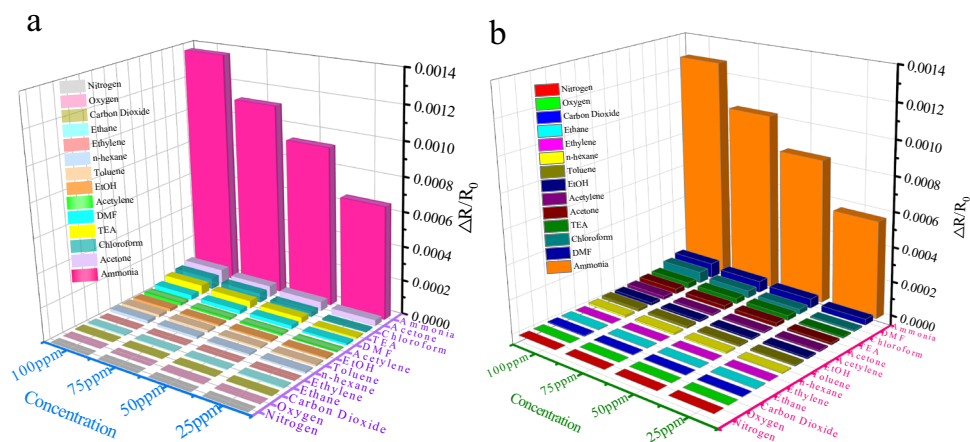 a
Nitrogen
Oxygen
Carbon Dioxide
Ethane
Ethylene
n-hexane
Toluene
EtOH
Acetylene
DMF
TEA
Chloroform
Acetone
Ammonia
0.0014
0.0012
0.0010
0.0008
0.0006
0.0004
0.0002
0.0000
ΔR/R0
100ppm
75ppm
50ppm
25ppm
Concentration
Ammonia
Acetone
Chloroform
TEA
DMF
Acetylene
EtOH
Toluene
n-hexane
Ethylene
Ethane
Carbon Dioxide
Oxygen
Nitrogen
b
Nitrogen
Oxygen
Carbon Dioxide
Ethane
Ethylene
n-hexane
Toluene
EtOH
Acetylene
Acetone
TEA
Chloroform
DMF
Ammonia
0.0014
0.0012
0.0010
0.0008
0.0006
0.0004
0.0002
0.0000
ΔR/R0
100ppm
75ppm
50ppm
25ppm
Concentration
Ammonia
DMF
Chloroform
TEA
Acetone
Acetylene
EtOH
Toluene
n-hexane
Ethylene
Ethane
Carbon Dioxide
Oxygen
Nitrogen